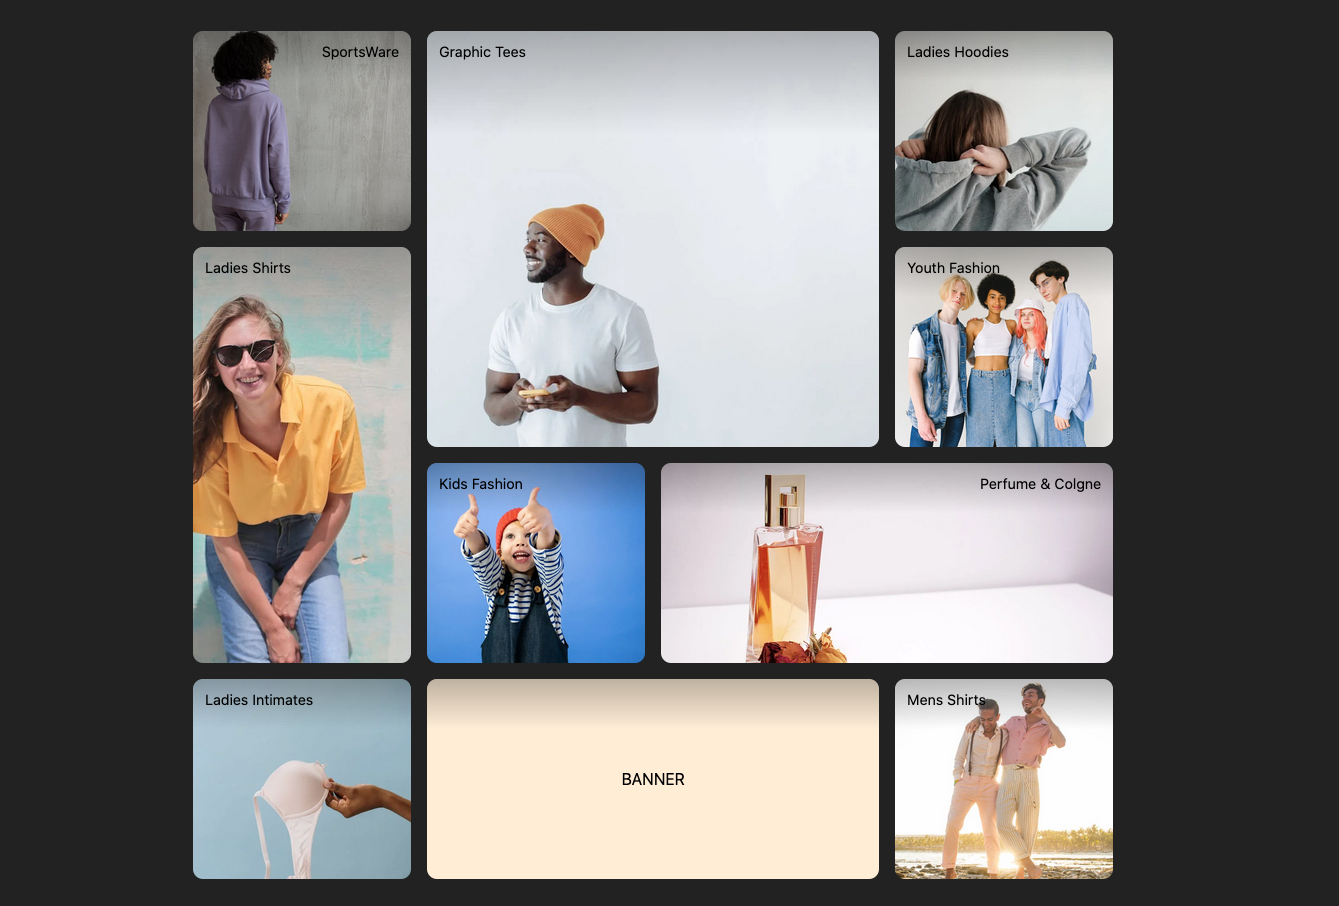 SportsWare
Graphic Tees
Ladies Hoodies
Ladies Shirts
Youth Fashion
Kids Fashion
Perfume & Colgne
Ladies Intimates
BANNER
Mens Shirts